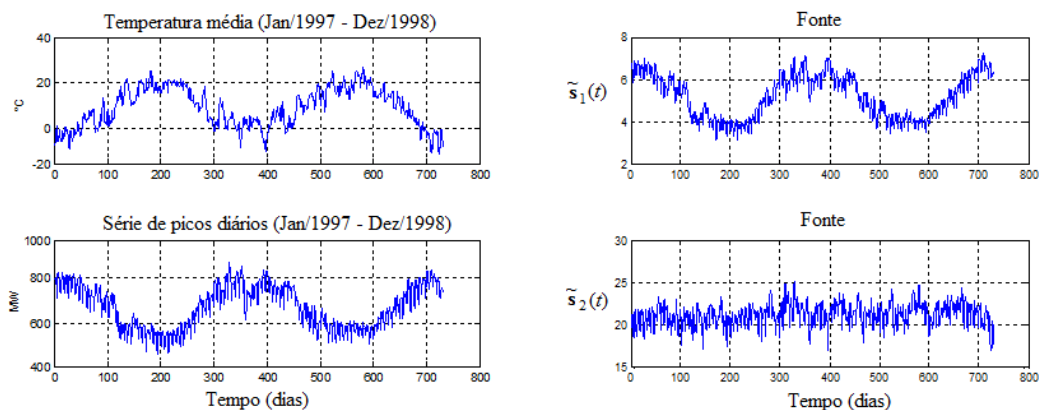 Temperatura média (Jan/1997 - Dez/1998)
40
20
0
-20
°C
0 100 200 300 400 500 600 700 800
Fonte
8
6
4
2
s̃₁(t)
0 100 200 300 400 500 600 700 800
Série de picos diários (Jan/1997 - Dez/1998)
1000
800
600
400
MW
0 100 200 300 400 500 600 700 800
Tempo (dias)
Fonte
30
25
20
15
s̃₂(t)
0 100 200 300 400 500 600 700 800
Tempo (dias)